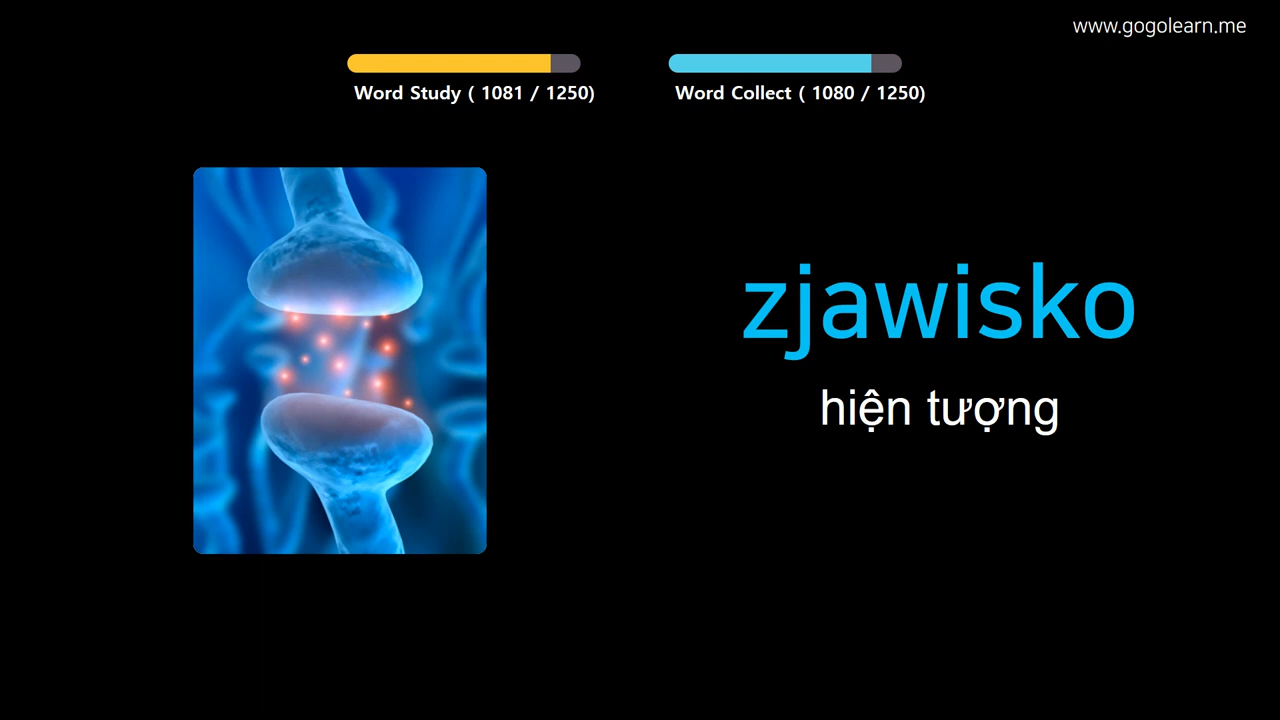 www.gogolearn.me
Word Study ( 1081 / 1250)
Word Collect ( 1080 / 1250)
zjawisko
hiện tượng